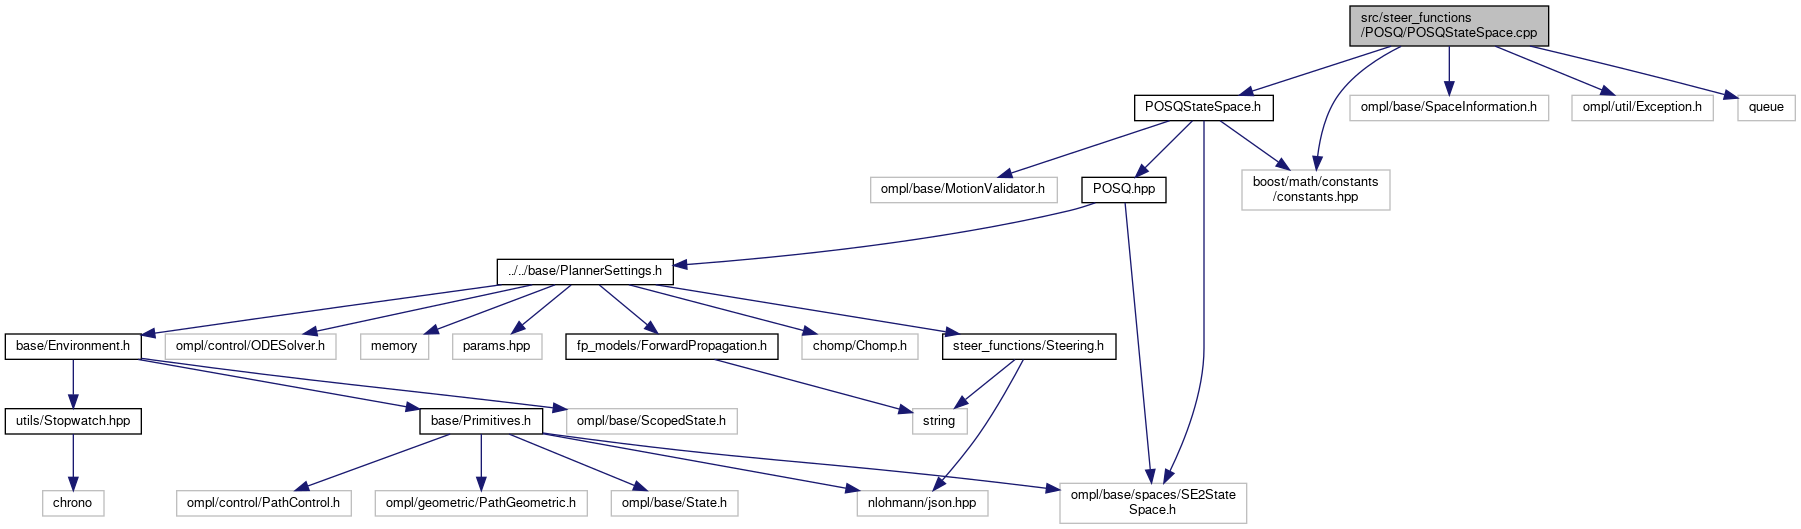 src/steer_functions
/POSQ/POSQStateSpace.cpp
POSQStateSpace.h
ompl/base/SpaceInformation.h
ompl/util/Exception.h
queue
ompl/base/MotionValidator.h
POSQ.hpp
boost/math/constants
/constants.hpp
../../base/PlannerSettings.h
base/Environment.h
ompl/control/ODESolver.h
memory
params.hpp
fp_models/ForwardPropagation.h
chomp/Chomp.h
steer_functions/Steering.h
utils/Stopwatch.hpp
base/Primitives.h
ompl/base/ScopedState.h
string
chrono
ompl/control/PathControl.h
ompl/geometric/PathGeometric.h
ompl/base/State.h
nlohmann/json.hpp
ompl/base/spaces/SE2State
Space.h